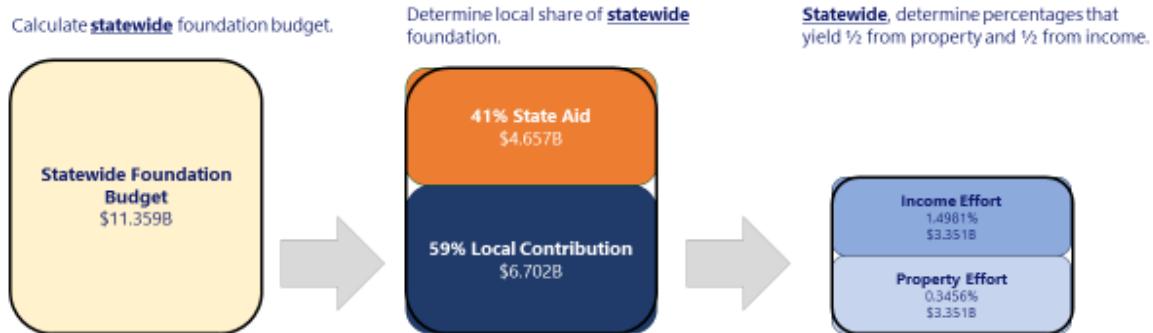 Calculate statewide foundation budget.
Determine local share of statewide
foundation.
Statewide, determine percentages that
yield ½ from property and ½ from income.
Statewide Foundation
Budget
$11.359B
41% State Aid
$4.657B
59% Local Contribution
$6.702B
Income Effort
1.4981%
$3.351B
Property Effort
0.3456%
$3.351B